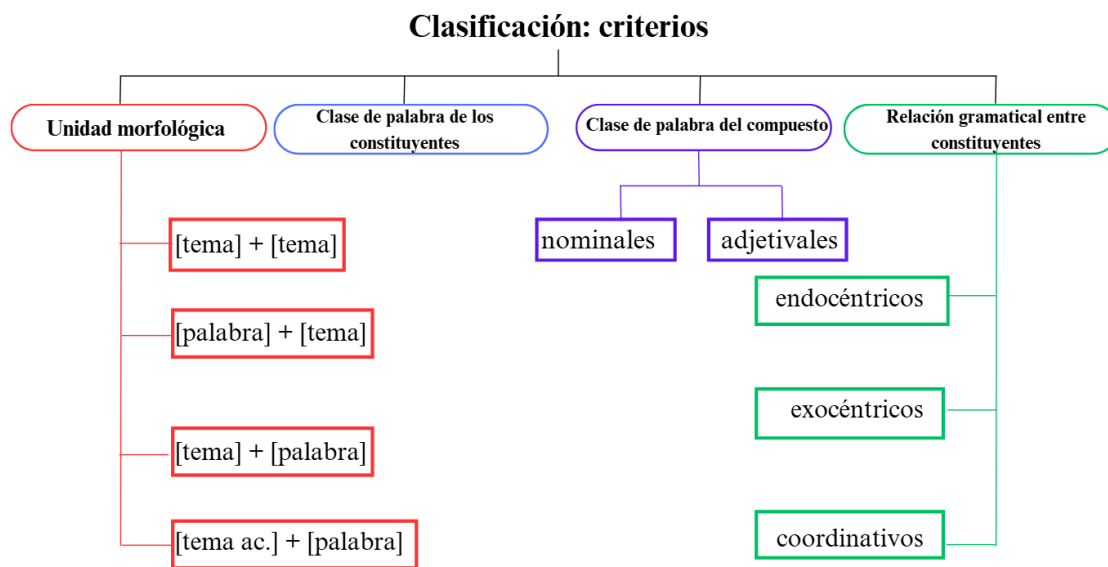 Clasificación: criterios
Unidad morfológica
Clase de palabra de los
constituyentes
Clase de palabra del compuesto
Relación gramatical entre
constituyentes
[tema] + [tema]
[palabra] + [tema]
[tema] + [palabra]
[tema ac.] + [palabra]
nominales
adjetivales
endocéntricos
exocéntricos
coordinativos